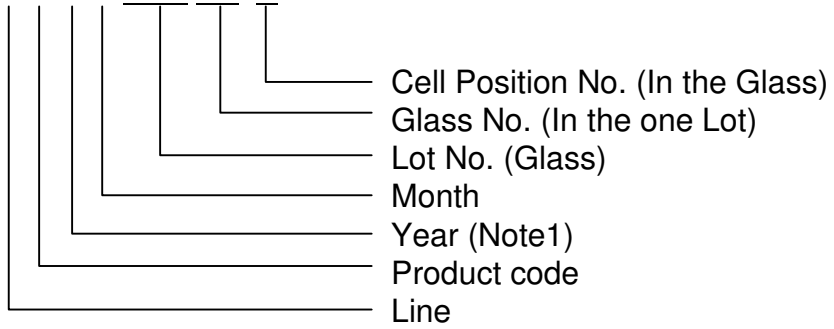 Cell Position No. (In the Glass)
Glass No. (In the one Lot)
Lot No. (Glass)
Month
Year (Note1)
Product code
Line